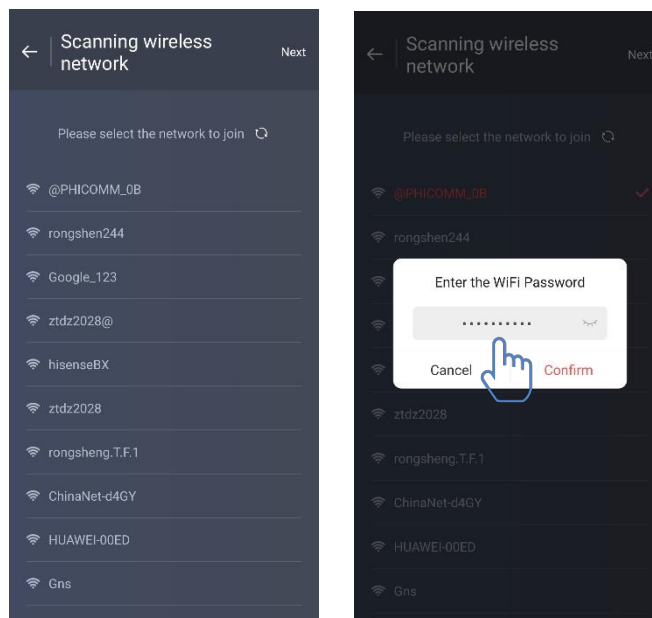 Scanning wireless
network
Next
Please select the network to join
@PHICOMM_0B
rongshen244
Google_123
ztdz2028@
hisenseBX
ztdz2028
rongsheng.T.F.1
ChinaNet-d4GY
HUAWEI-00ED
Gns
Scanning wireless
network
Next
Please select the network to join
@PHICOMM_0B
rongshen244
Enter the WiFi Password
••••••••••
Cancel
Confirm
ztdz2028
rongsheng.T.F.1
ChinaNet-d4GY
HUAWEI-00ED
Gns